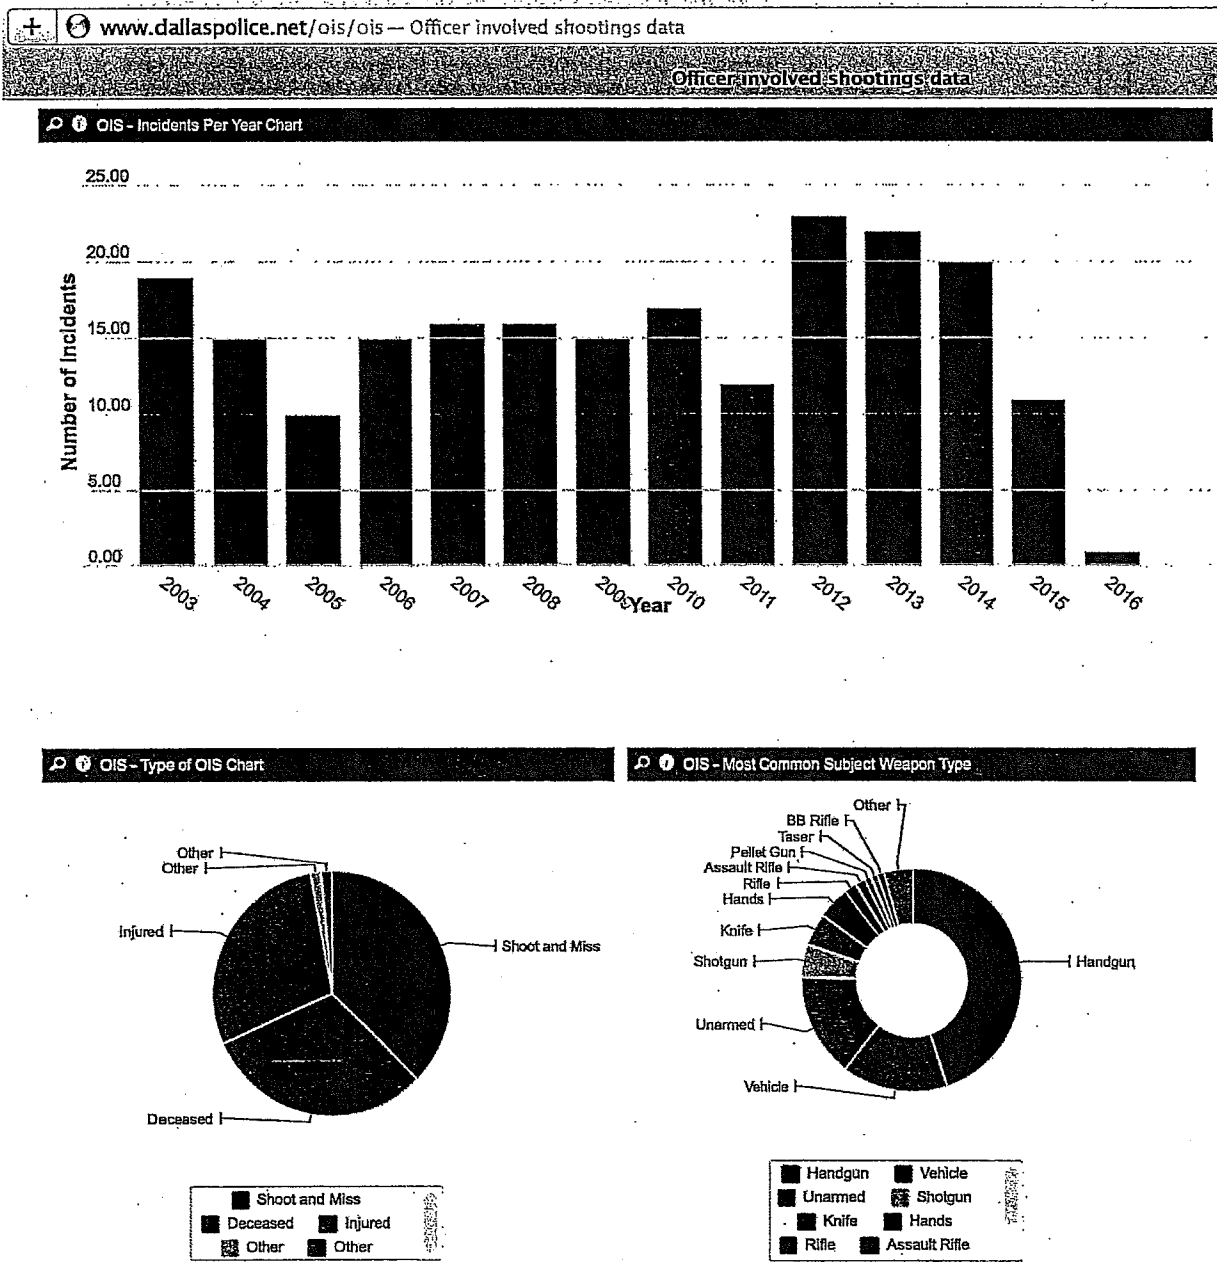 www.dallaspolice.net/ois/ois — Officer involved shootings data
Officer involved shootings data
OIS - Incidents Per Year Chart
25.00
20.00
15.00
10.00
5.00
0.00
Number of Incidents
2003
2004
2005
2006
2007
2008
2009
2010
2011
2012
2013
2014
2015
2016
Year
OIS - Type of OIS Chart
Other
Other
Injured
Shoot and Miss
Deceased
Shoot and Miss
Deceased Injured
Other Other
OIS - Most Common Subject Weapon Type
Other
BB Rifle
Taser
Pellet Gun
Assault Rifle
Rifle
Hands
Knife
Shotgun
Handgun
Unarmed
Vehicle
Handgun Vehicle
Unarmed Shotgun
Knife Hands
Rifle Assault Rifle